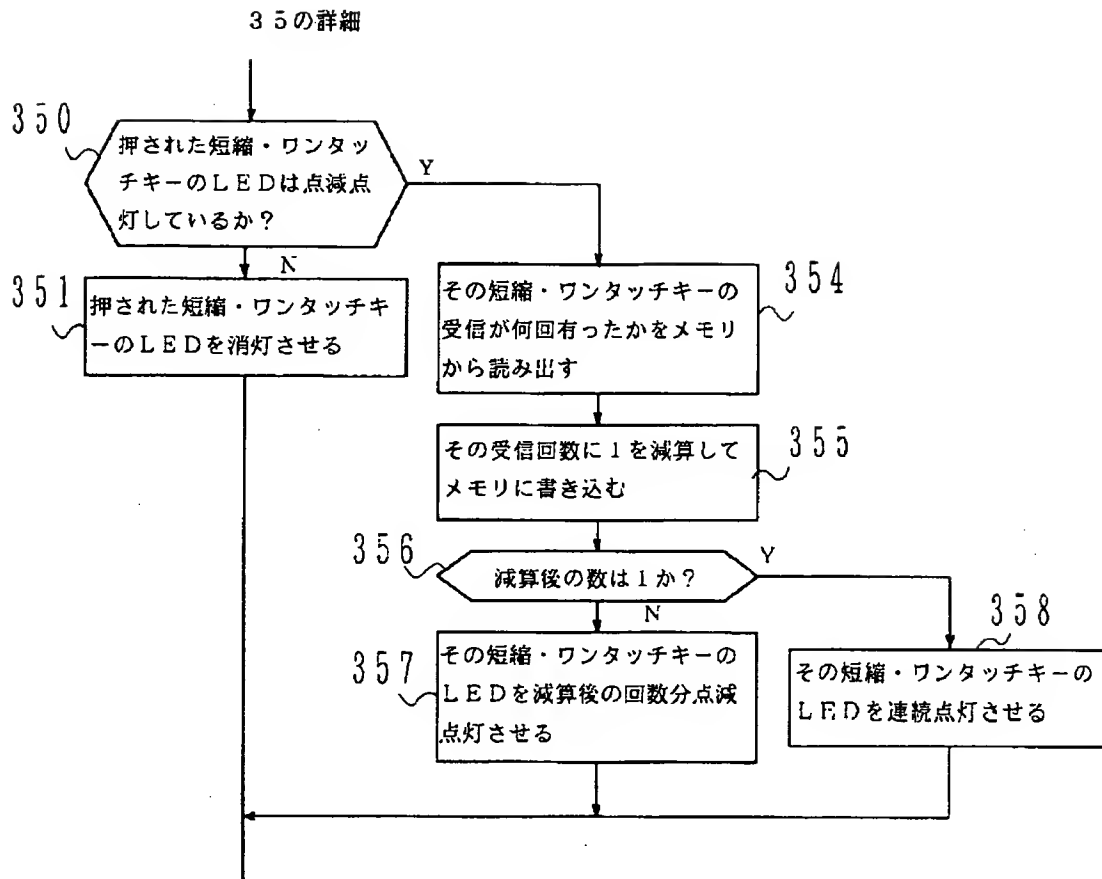 35の詳細
350
押された短縮・ワンタッ
チキーのLEDは点減点
灯しているか？
Y
N
351
押された短縮・ワンタッチキ
ーのLEDを消灯させる
354
その短縮・ワンタッチキーの
受信が何回有ったかをメモリ
から読み出す
355
その受信回数に1を減算して
メモリに書き込む
356
減算後の数は1か？
Y
N
357
その短縮・ワンタッチキーの
LEDを減算後の回数分点減
点灯させる
358
その短縮・ワンタッチキーの
LEDを連続点灯させる